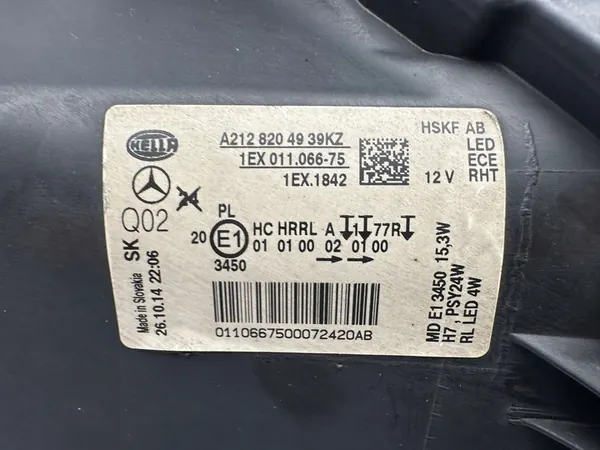 HELLA
A212 820 49 39KZ
1EX 011.066-75
1EX.1842
HSKF AB
LED
ECE
12 V RHT
Q02
SK
Made in Slovakia
26.10.14 22:06
PL
20 E1
3450
HC HRRL A 1 77R
01 01 00 02 01 00
MD E1 3450 15,3W
H7, PSY24W
RL LED 4W
0110667500072420AB